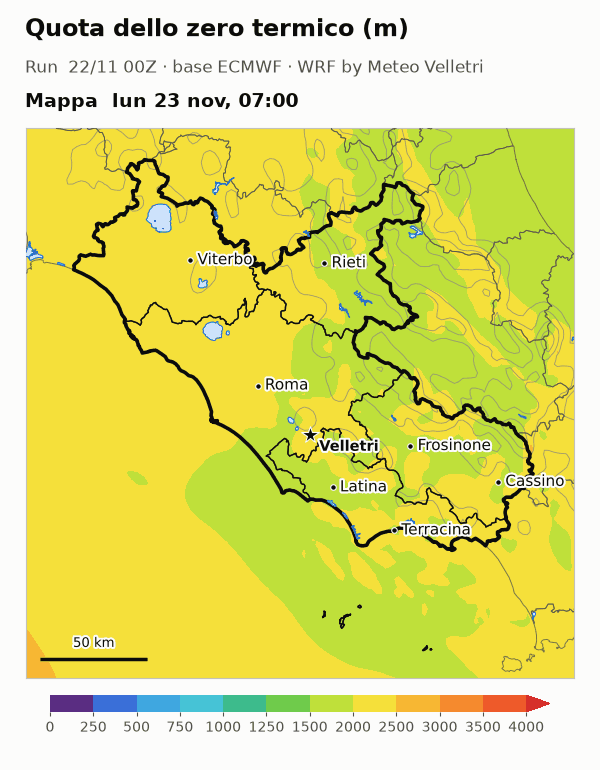 Quota dello zero termico (m)
Run 22/11 00Z · base ECMWF · WRF by Meteo Velletri
Mappa lun 23 nov, 07:00
Viterbo
Rieti
Roma
Velletri
Frosinone
Latina
Cassino
Terracina
50 km
0 250 500 750 1000 1250 1500 2000 2500 3000 3500 4000